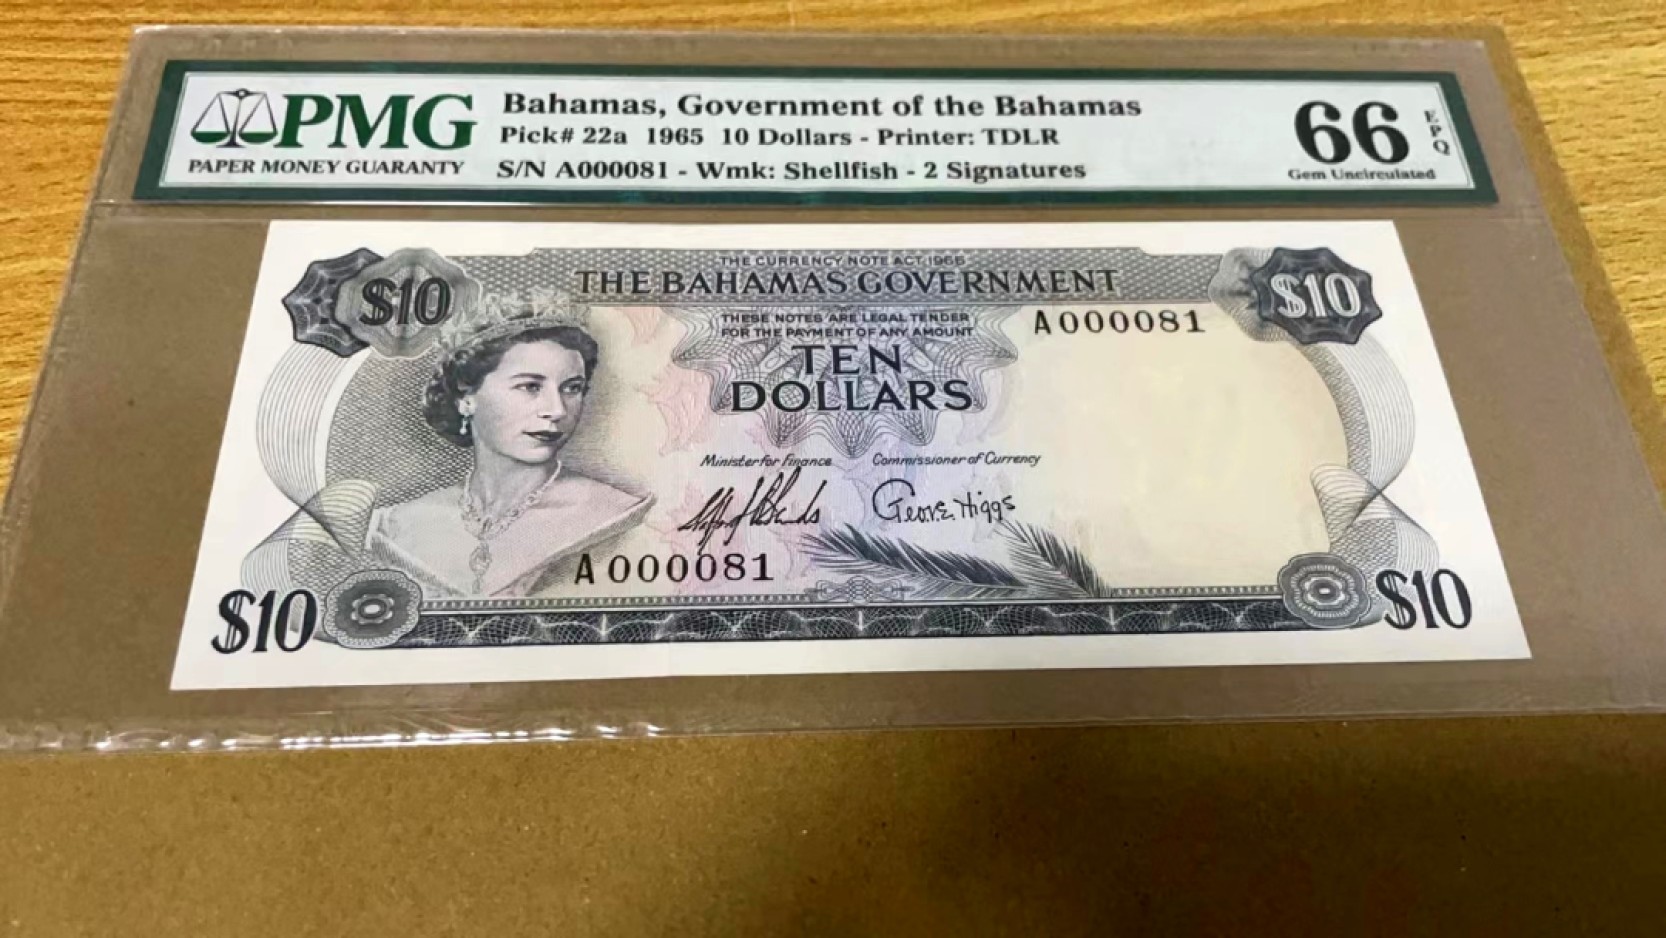 PMG
PAPER MONEY GUARANTY
Bahamas, Government of the Bahamas
Pick# 22a 1965 10 Dollars - Printer: TDLR
S/N A000081 - Wmk: Shellfish - 2 Signatures
66
EPQ
Gem Uncirculated
THE CURRENCY NOTE ACT 1965
$10 THE BAHAMAS GOVERNMENT $10
THESE NOTES ARE LEGAL TENDER
FOR THE PAYMENT OF ANY AMOUNT
A000081
TEN
DOLLARS
Minister for Finance Commissioner of Currency
Geo. E. Higgs
A000081
$10 $10